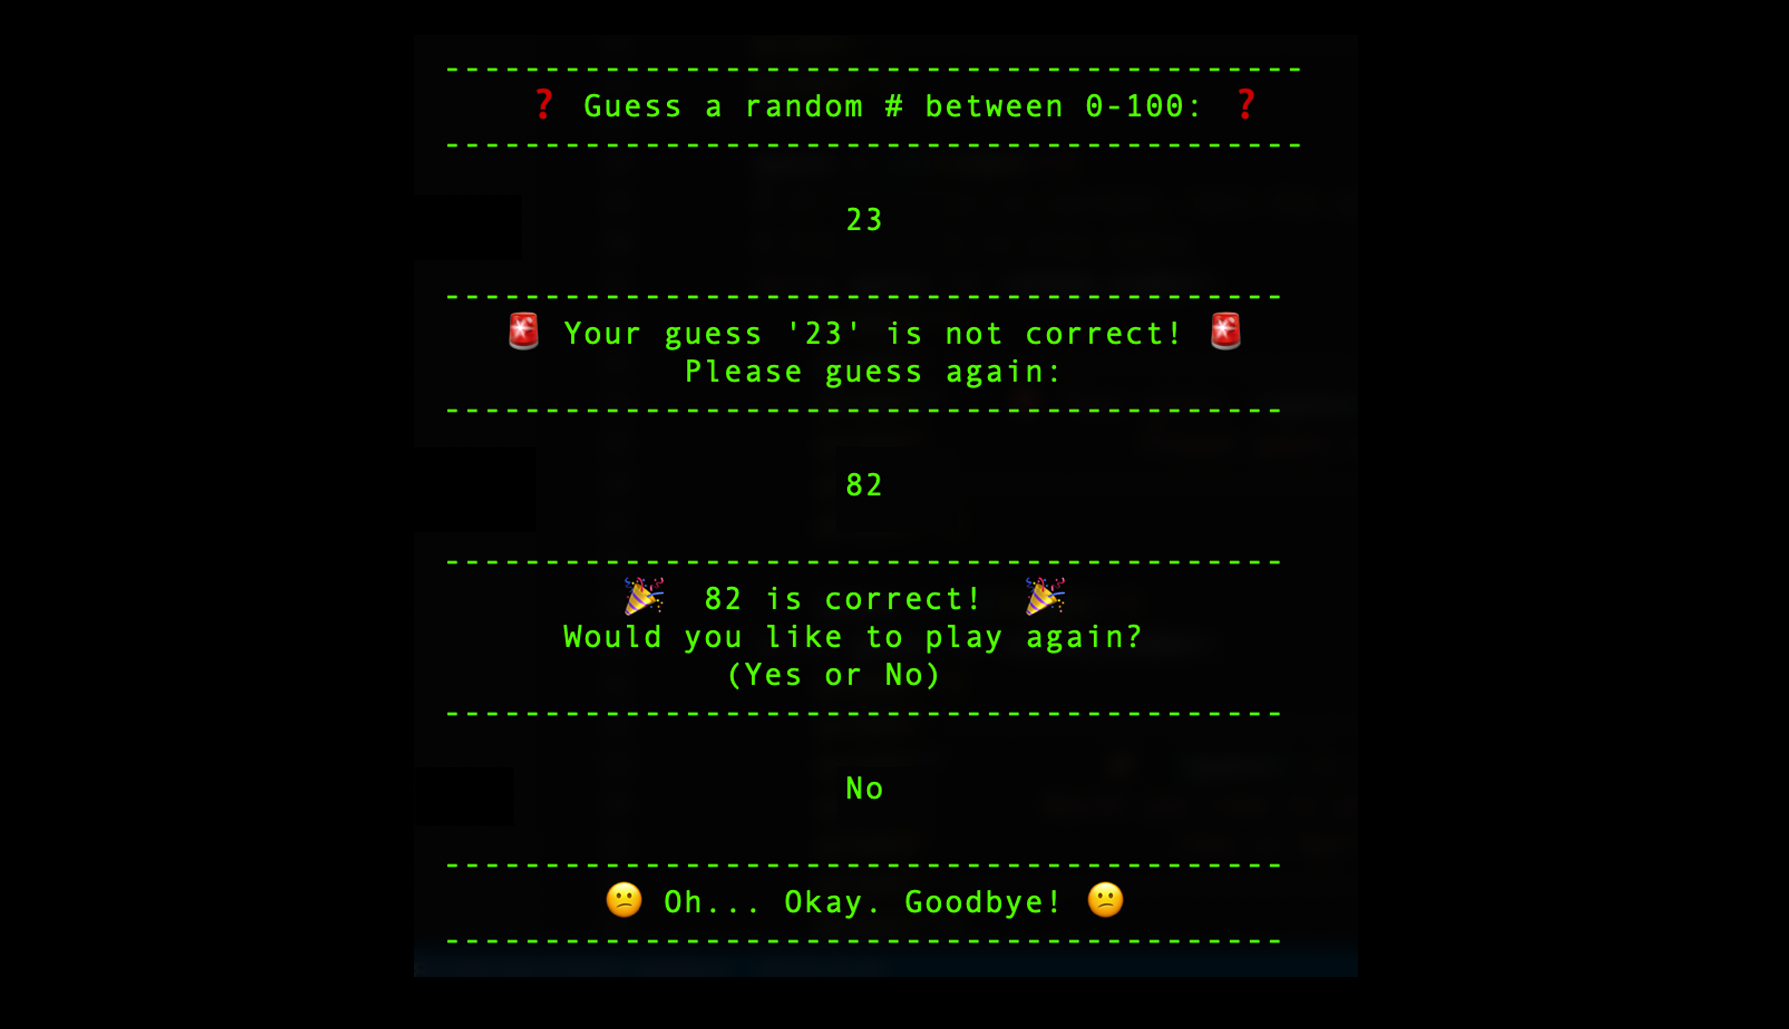 -------------------------------------------
❓ Guess a random # between 0-100: ❓
-------------------------------------------
23
------------------------------------------
🚨 Your guess '23' is not correct! 🚨
Please guess again:
------------------------------------------
82
------------------------------------------
🎉 82 is correct! 🎉
Would you like to play again?
(Yes or No)
------------------------------------------
No
------------------------------------------
😕 Oh... Okay. Goodbye! 😕
------------------------------------------